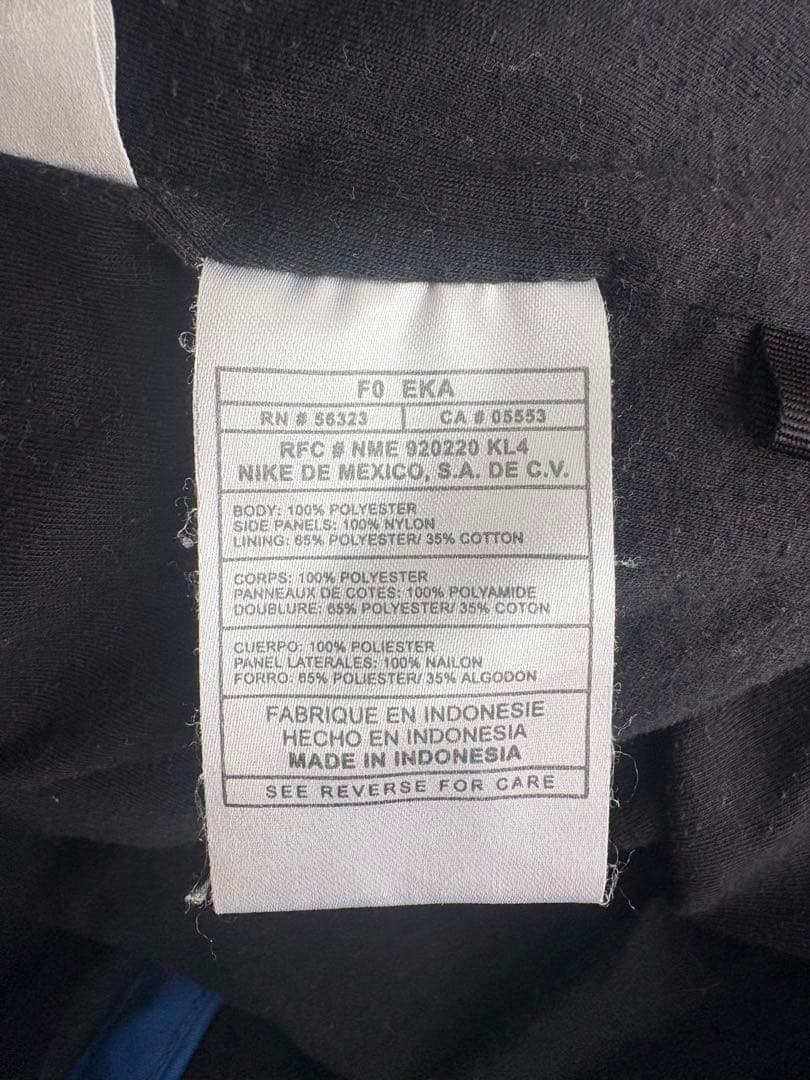 F0 EKA
RN # 56323 CA # 05553
RFC # NME 920220 KL4
NIKE DE MEXICO, S.A. DE C.V.
BODY: 100% POLYESTER
SIDE PANELS: 100% NYLON
LINING: 65% POLYESTER/ 35% COTTON
CORPS: 100% POLYESTER
PANNEAUX DE COTES: 100% POLYAMIDE
DOUBLURE: 65% POLYESTER/ 35% COTON
CUERPO: 100% POLIESTER
PANEL LATERALES: 100% NAILON
FORRO: 65% POLIESTER/ 35% ALGODON
FABRIQUE EN INDONESIE
HECHO EN INDONESIA
MADE IN INDONESIA
SEE REVERSE FOR CARE